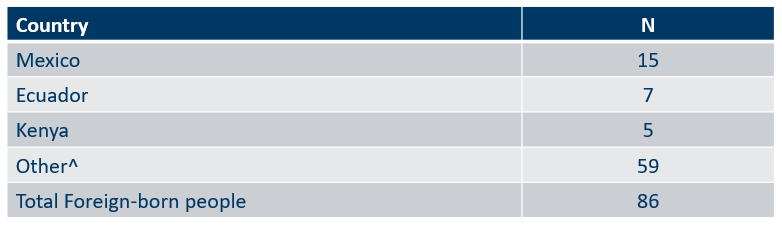 Country N
Mexico 15
Ecuador 7
Kenya 5
Other^ 59
Total Foreign-born people 86